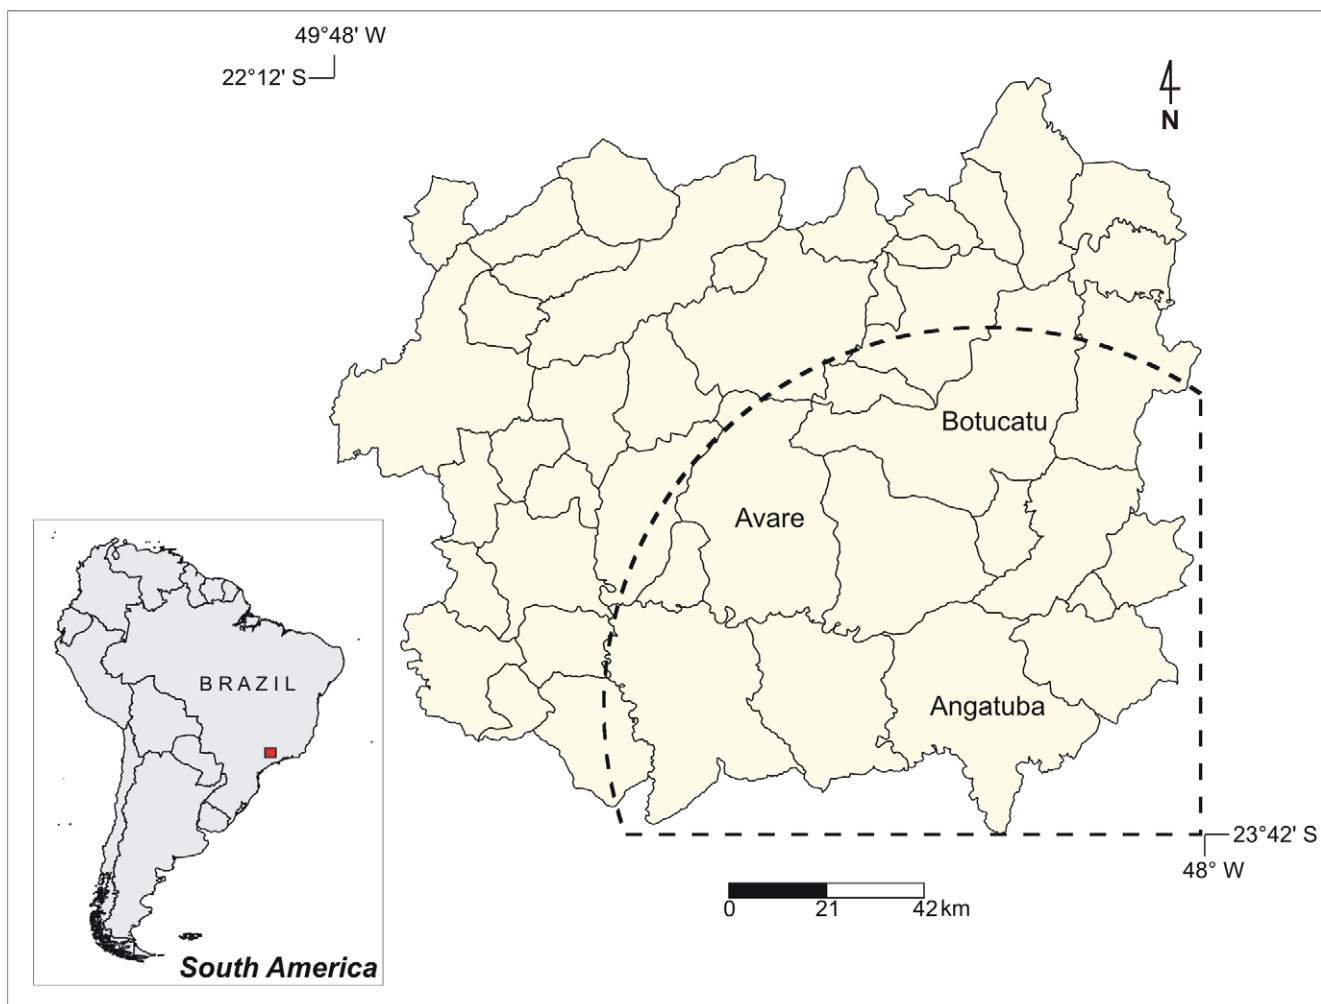 49°48' W
22°12' S
N
Botucatu
Avare
BRAZIL
Angatuba
23°42' S
48° W
0 21 42 km
South America